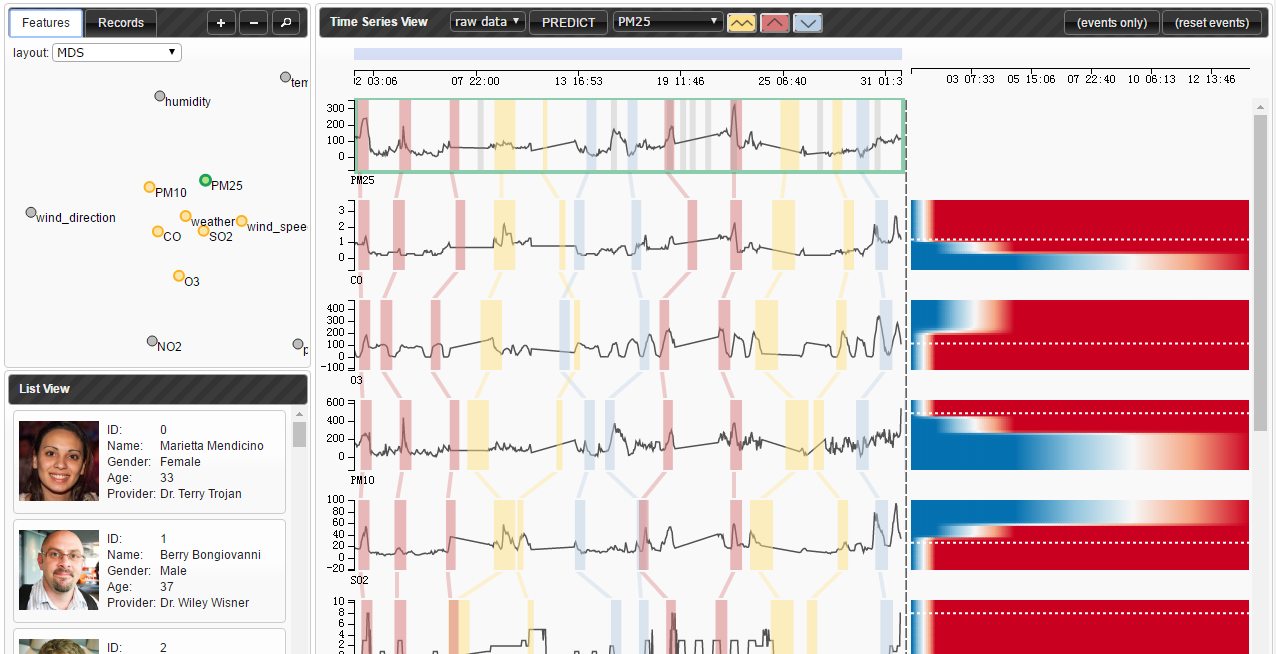 Features Records + −
layout: MDS
tem
humidity
PM25
PM10
wind_direction
weather
wind_spee
CO
SO2
O3
NO2
p
List View
ID: 0
Name: Marietta Mendicino
Gender: Female
Age: 33
Provider: Dr. Terry Trojan
ID: 1
Name: Berry Bongiovanni
Gender: Male
Age: 37
Provider: Dr. Wiley Wisner
ID: 2
Time Series View raw data PREDICT PM25 (events only) (reset events)
2 03:06 07 22:00 13 16:53 19 11:46 25 06:40 31 01:3
03 07:33 05 15:06 07 22:40 10 06:13 12 13:46
300
200
100
0
PM25
3
2
1
0
CO
400
300
200
100
0
-100
O3
600
400
200
0
PM10
100
80
60
40
20
0
-20
SO2
10
8
6
4
2